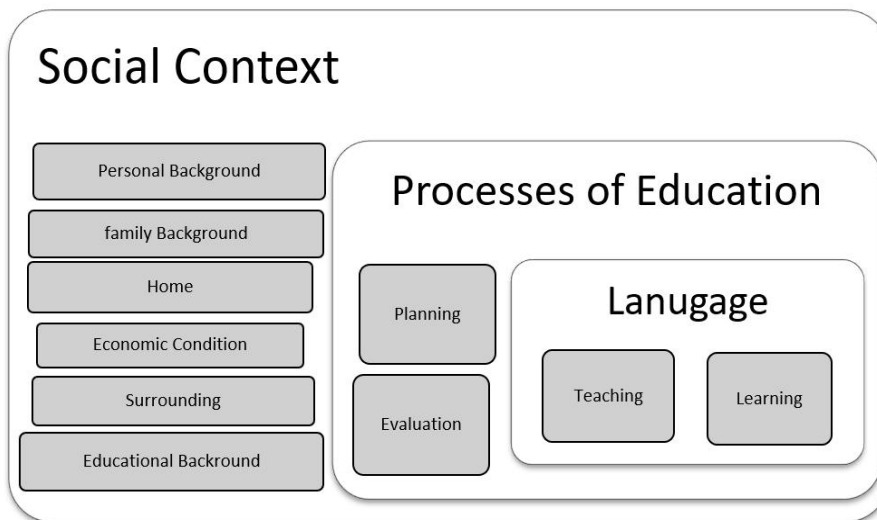 Social Context
Personal Background
family Background
Home
Economic Condition
Surrounding
Educational Backround
Processes of Education
Planning
Evaluation
Lanugage
Teaching
Learning